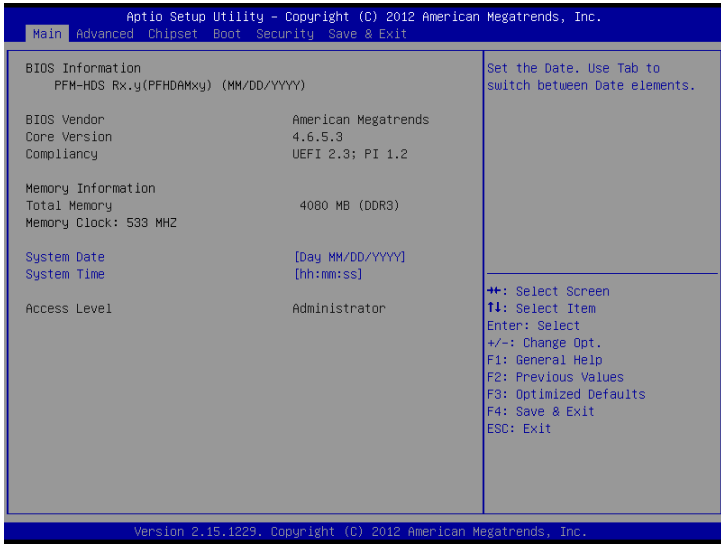 Aptio Setup Utility – Copyright (C) 2012 American Megatrends, Inc.
Main Advanced Chipset Boot Security Save & Exit
BIOS Information
PFM-HDS Rx.y(PFHDAMxy) (MM/DD/YYYY)
BIOS Vendor American Megatrends
Core Version 4.6.5.3
Compliancy UEFI 2.3; PI 1.2
Memory Information
Total Memory 4080 MB (DDR3)
Memory Clock: 533 MHZ
System Date [Day MM/DD/YYYY]
System Time [hh:mm:ss]
Access Level Administrator
Set the Date. Use Tab to
switch between Date elements.
→←: Select Screen
↑↓: Select Item
Enter: Select
+/-: Change Opt.
F1: General Help
F2: Previous Values
F3: Optimized Defaults
F4: Save & Exit
ESC: Exit
Version 2.15.1229. Copyright (C) 2012 American Megatrends, Inc.